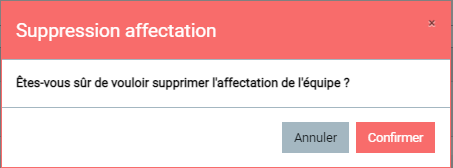 Suppression affectation
×
Êtes-vous sûr de vouloir supprimer l'affectation de l'équipe ?
Annuler
Confirmer